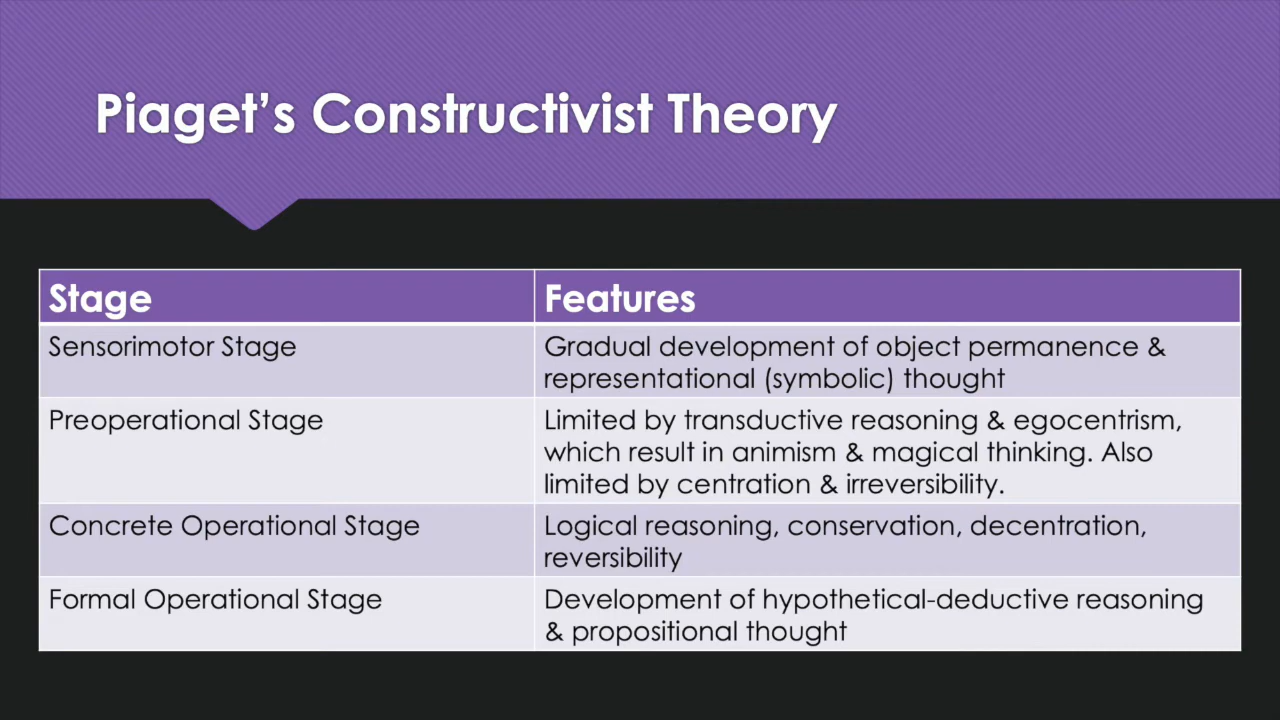 Piaget’s Constructivist Theory
Stage
Features
Sensorimotor Stage
Gradual development of object permanence &
representational (symbolic) thought
Preoperational Stage
Limited by transductive reasoning & egocentrism,
which result in animism & magical thinking. Also
limited by centration & irreversibility.
Concrete Operational Stage
Logical reasoning, conservation, decentration,
reversibility
Formal Operational Stage
Development of hypothetical-deductive reasoning
& propositional thought